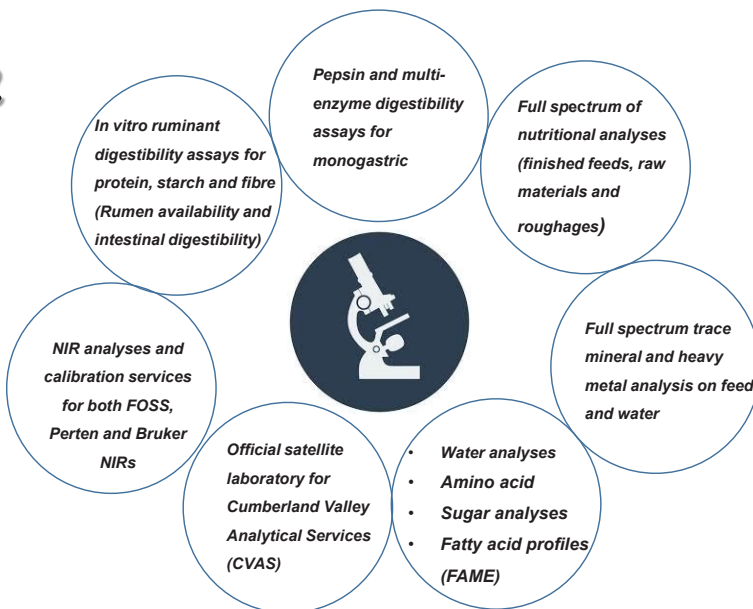 Pepsin and multi-
enzyme digestibility
assays for
monogastric
In vitro ruminant
digestibility assays for
protein, starch and fibre
(Rumen availability and
intestinal digestibility)
Full spectrum of
nutritional analyses
(finished feeds, raw
materials and
roughages)
NIR analyses and
calibration services
for both FOSS,
Perten and Bruker
NIRs
Full spectrum trace
mineral and heavy
metal analysis on feed
and water
Official satellite
laboratory for
Cumberland Valley
Analytical Services
(CVAS)
• Water analyses
• Amino acid
• Sugar analyses
• Fatty acid profiles
(FAME)